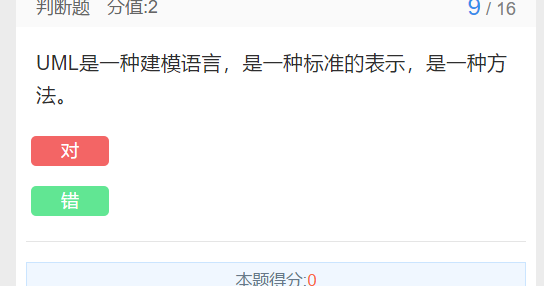 判断题 分值:2 9 / 16
UML是一种建模语言，是一种标准的表示，是一种方
法。
对
错
本题得分:0